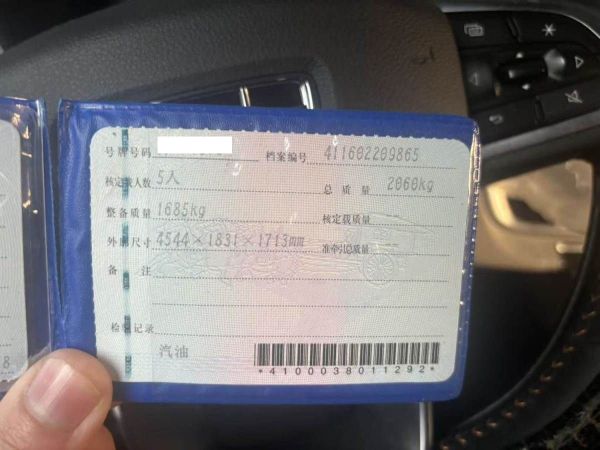 号牌号码 档案编号 411602209865
核定载人数 5人 总质量 2060kg
整备质量 1685kg 核定载质量
外廓尺寸 4544×1831×1713mm 准牵引总质量
备注
检验记录
汽油
*4100038011292*
8